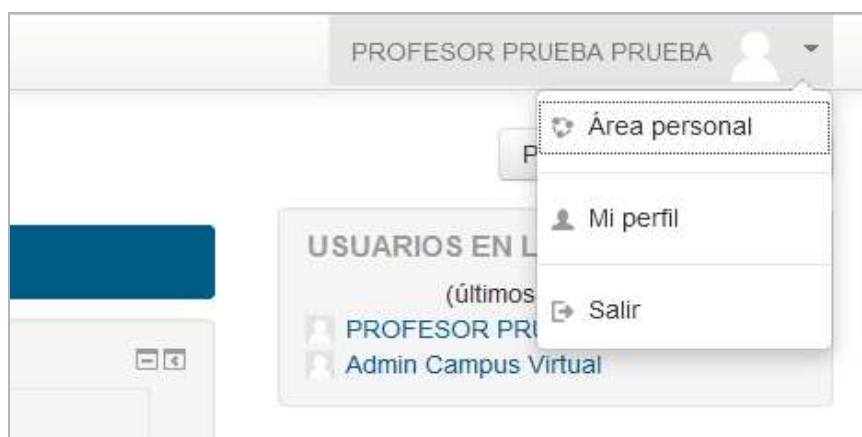 PROFESOR PRUEBA PRUEBA
Área personal
P
Mi perfil
USUARIOS EN L
Salir
(últimos
PROFESOR PRU
Admin Campus Virtual